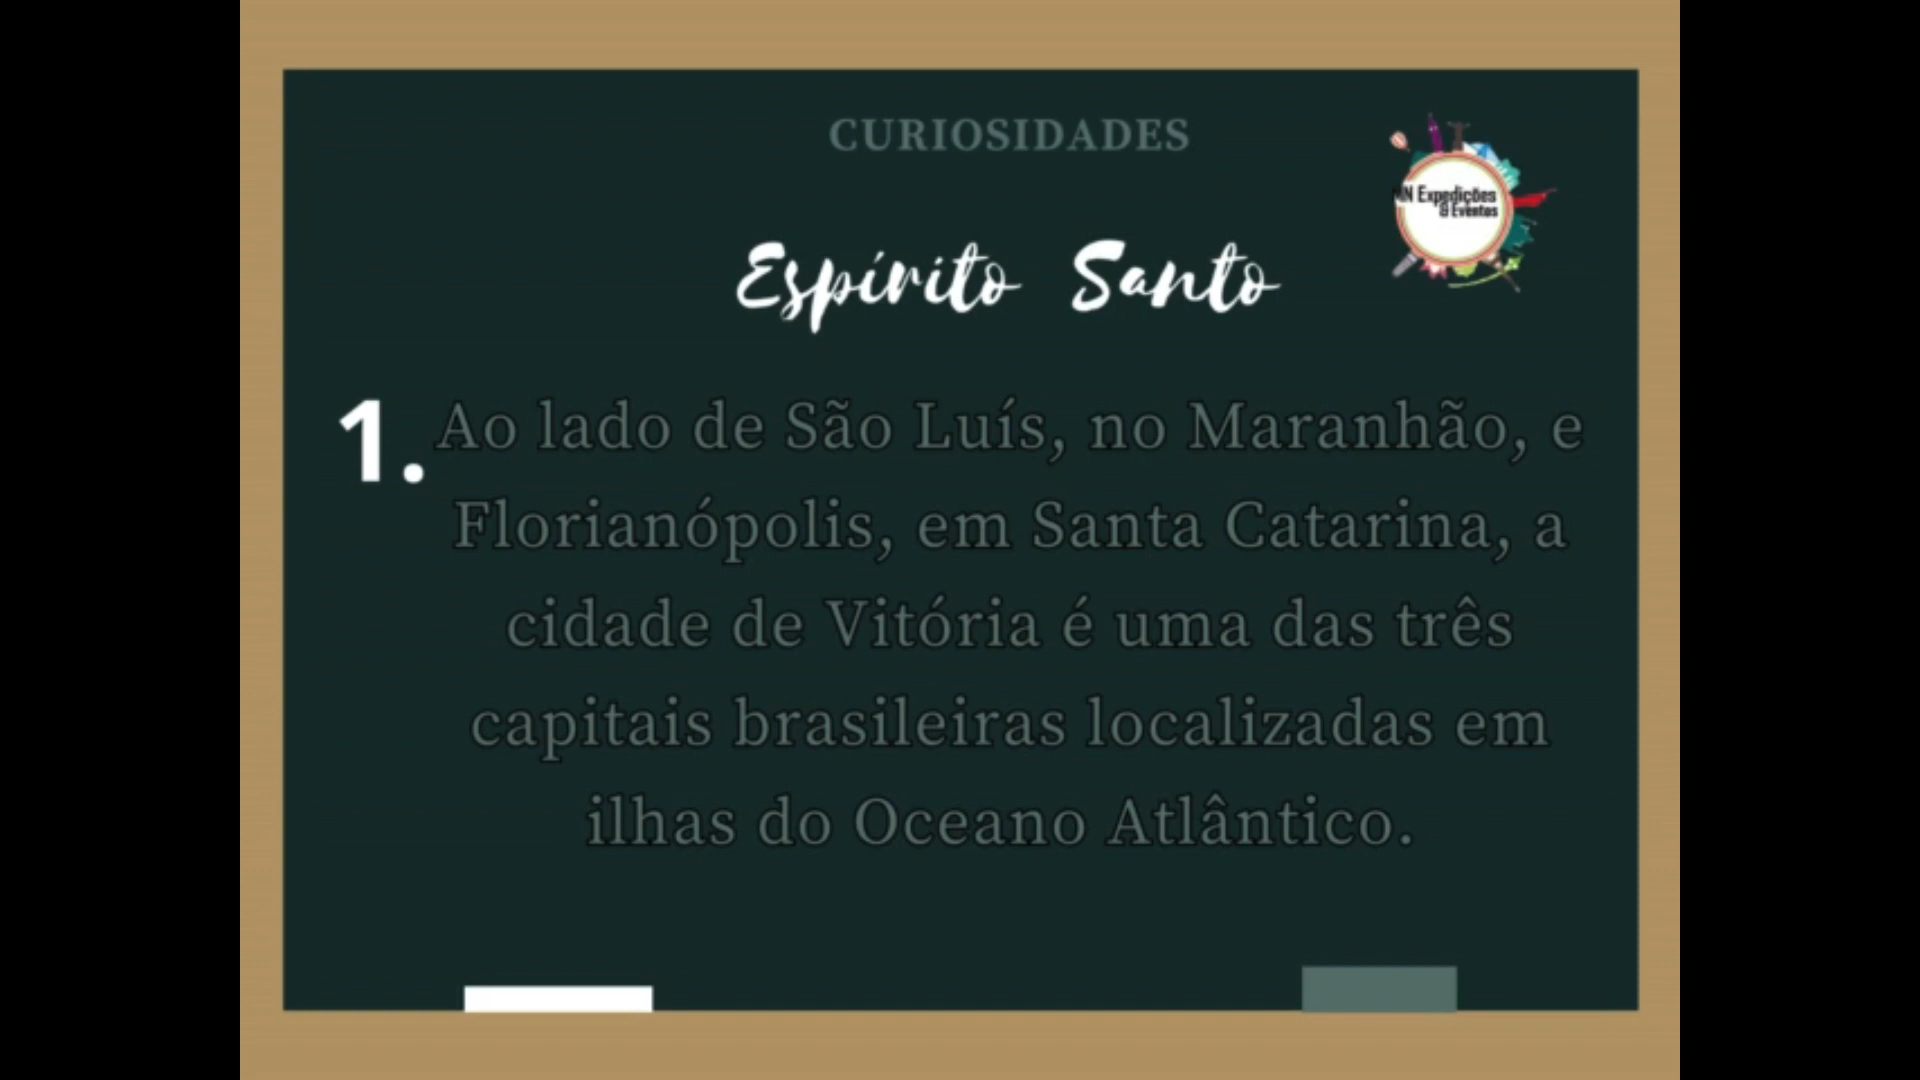 CURIOSIDADES
N Expedições
& Eventos
Espírito Santo
1. Ao lado de São Luís, no Maranhão, e
Florianópolis, em Santa Catarina, a
cidade de Vitória é uma das três
capitais brasileiras localizadas em
ilhas do Oceano Atlântico.